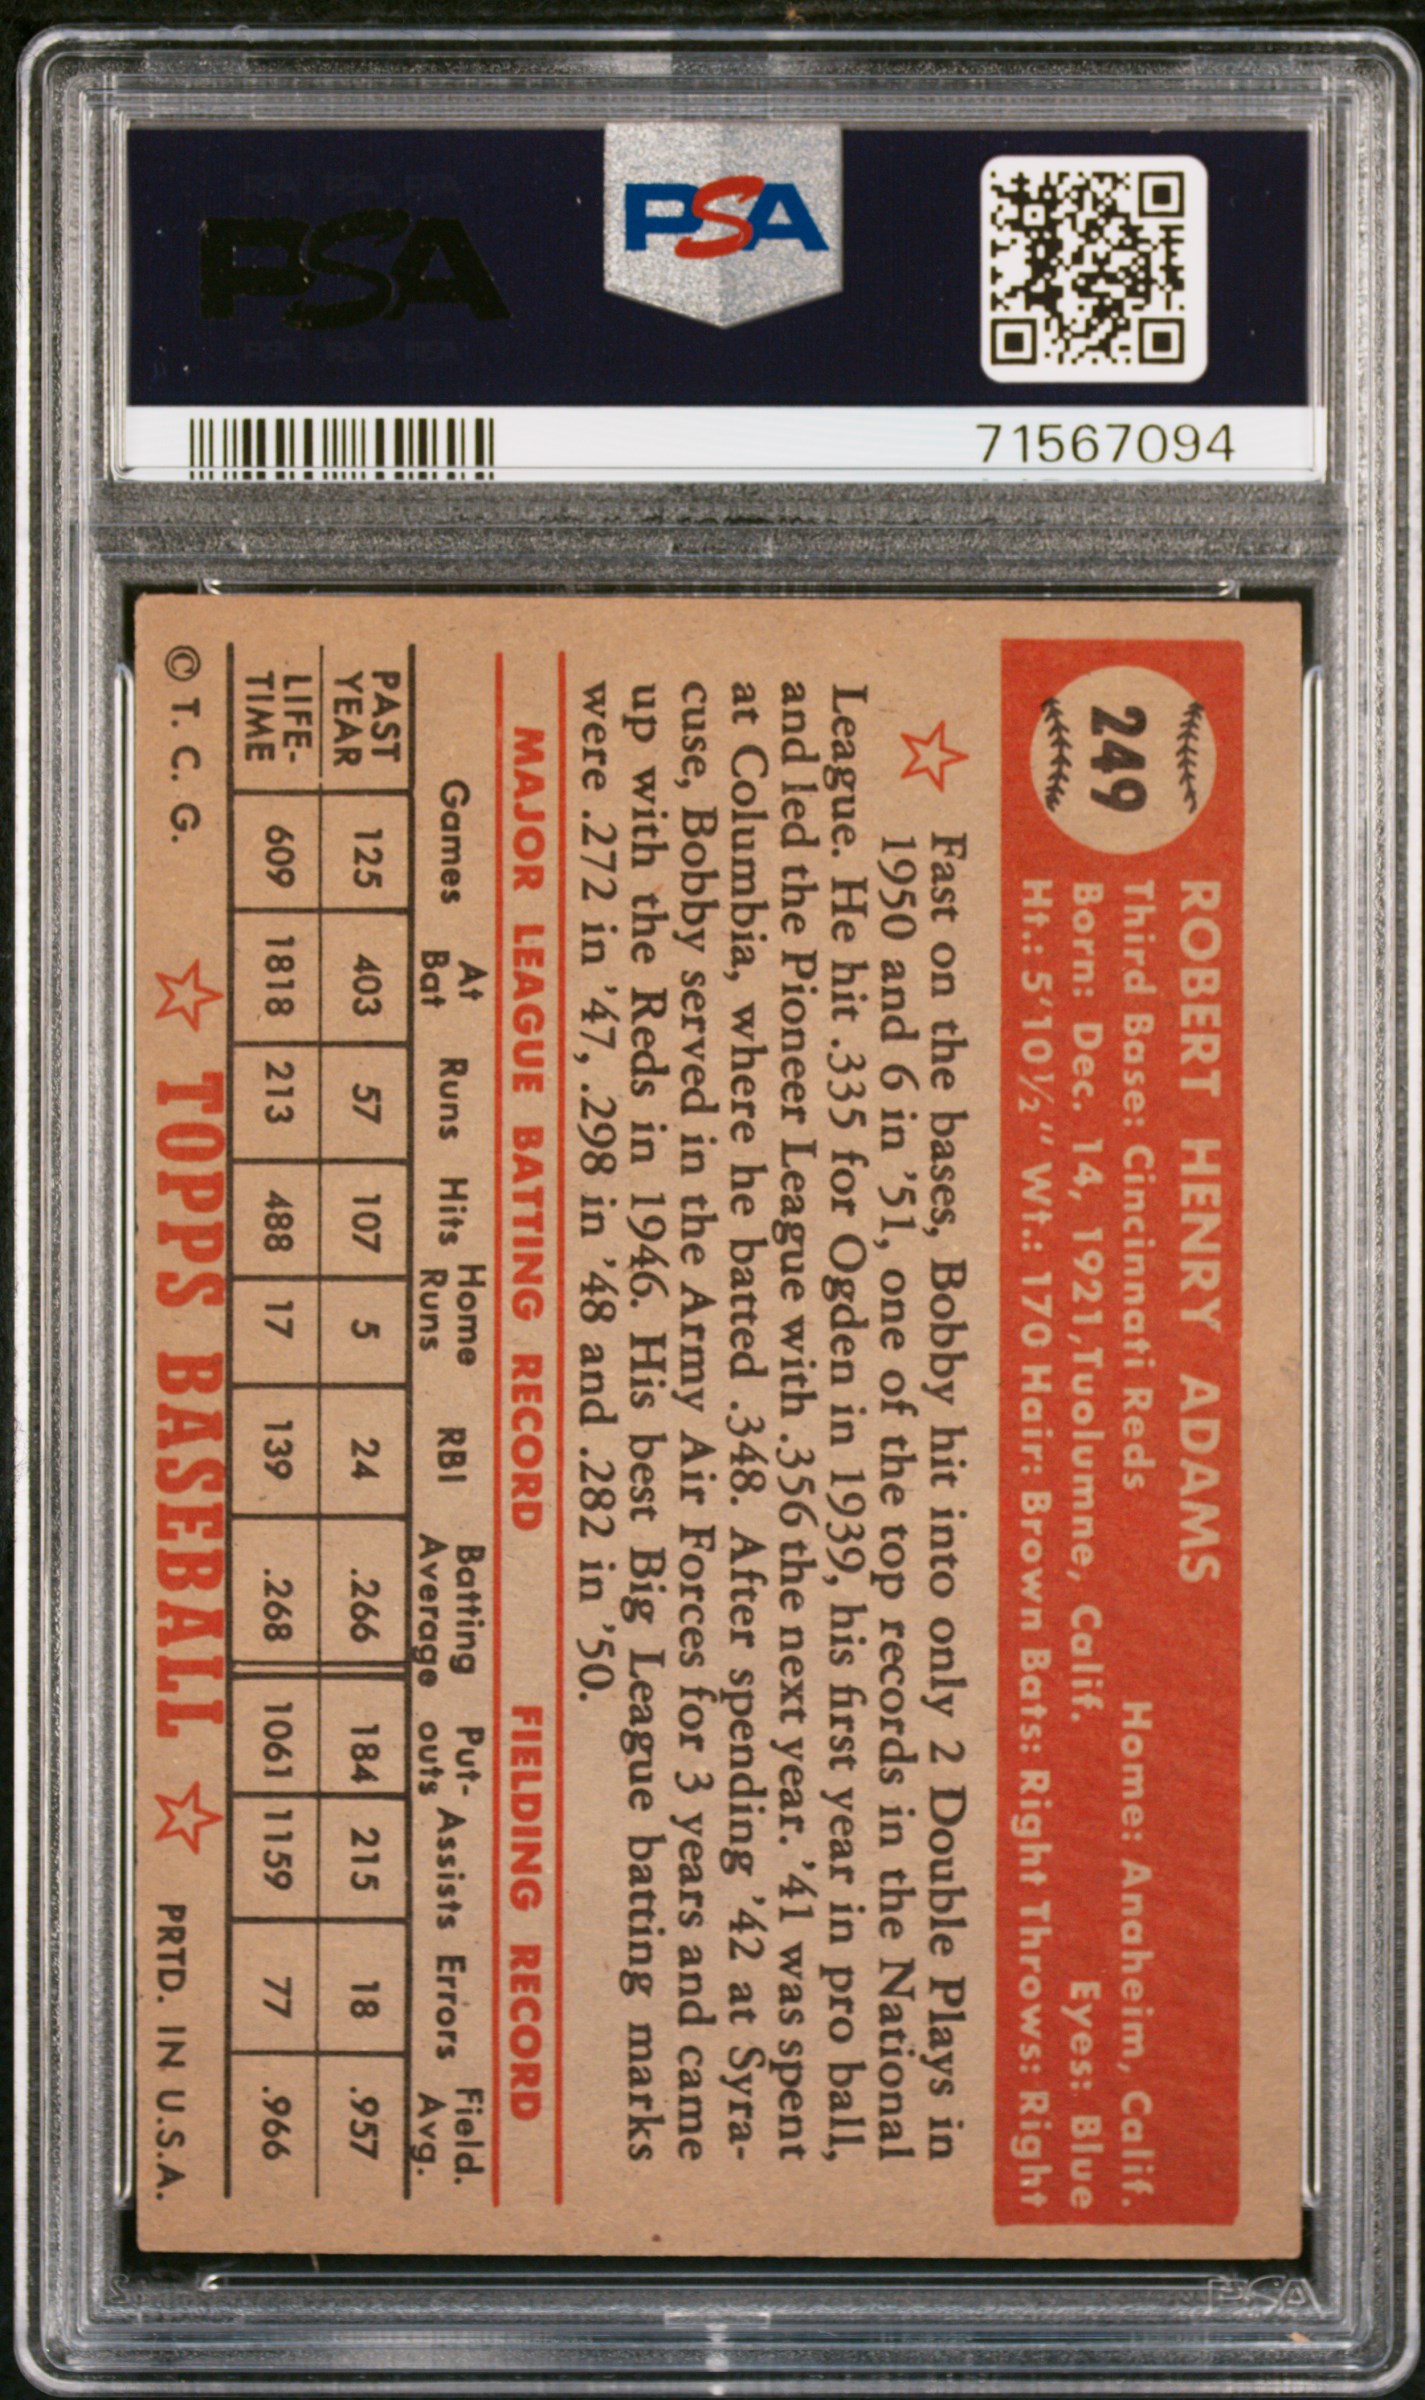 PSA
PSA
71567094
249
ROBERT HENRY ADAMS
Third Base: Cincinnati Reds Home: Anaheim, Calif.
Born: Dec. 14, 1921, Tuolumne, Calif. Eyes: Blue
Ht.: 5'10½" Wt.: 170 Hair: Brown Bats: Right Throws: Right
Fast on the bases, Bobby hit into only 2 Double Plays in
1950 and 6 in '51, one of the top records in the National
League. He hit .335 for Ogden in 1939, his first year in pro ball,
and led the Pioneer League with .356 the next year. '41 was spent
at Columbia, where he batted .348. After spending '42 at Syra-
cuse, Bobby served in the Army Air Forces for 3 years and came
up with the Reds in 1946. His best Big League batting marks
were .272 in '47, .298 in '48 and .282 in '50.
MAJOR LEAGUE BATTING RECORD FIELDING RECORD
Games At Bat Runs Hits Home Runs RBI Batting Average Put-outs Assists Errors Field. Avg.
PAST YEAR 125 403 57 107 5 24 .266 184 215 18 .957
LIFE-TIME 609 1818 213 488 17 139 .268 1061 1159 77 .966
© T. C. G. TOPPS BASEBALL PRTD. IN U.S.A.
PSA